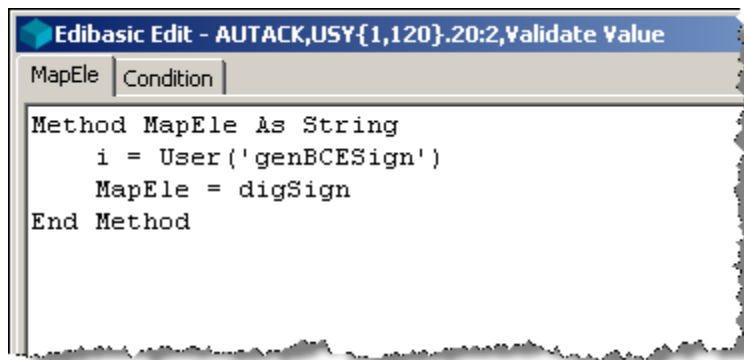 Edibasic Edit - AUTACK,USY{1,120}.20:2,Validate Value
MapEle Condition
Method MapEle As String
    i = User('genBCESign')
    MapEle = digSign
End Method